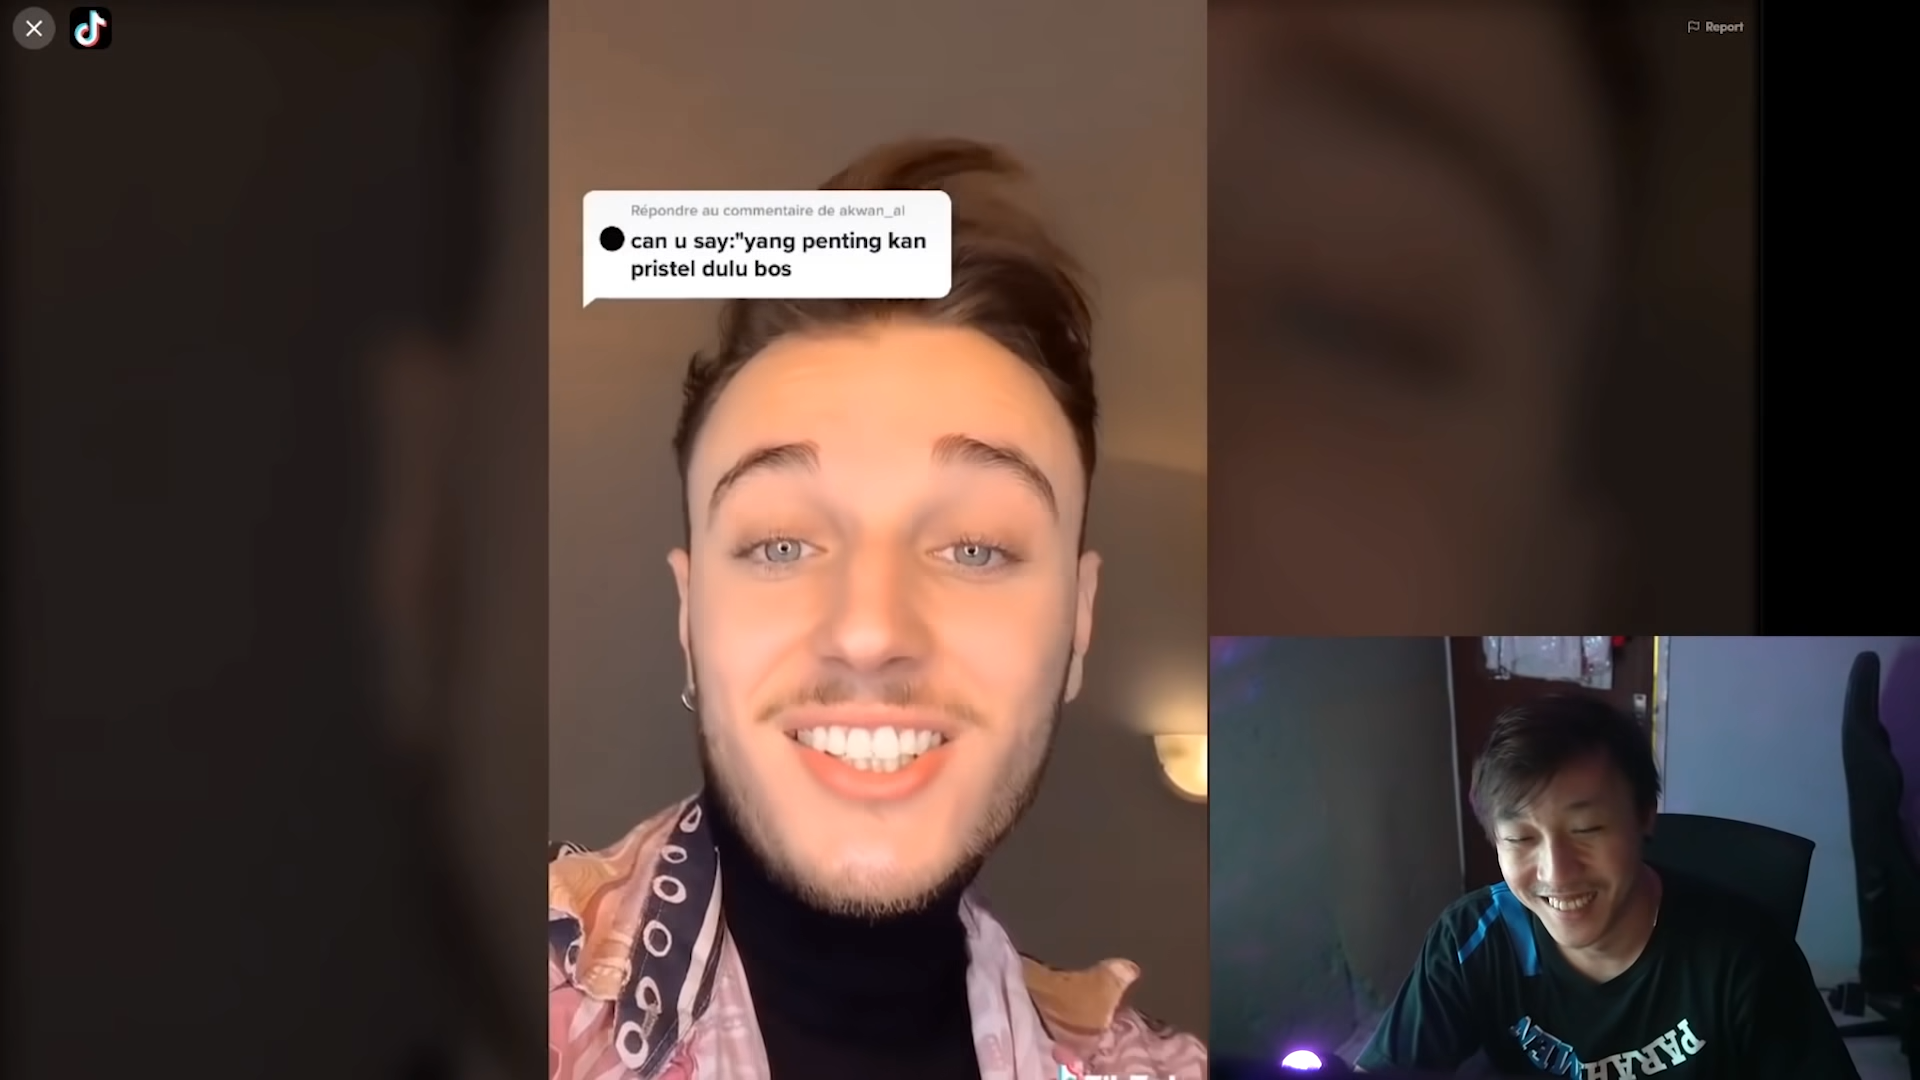 Report
Répondre au commentaire de akwan_al
can u say:"yang penting kan
pristel dulu bos